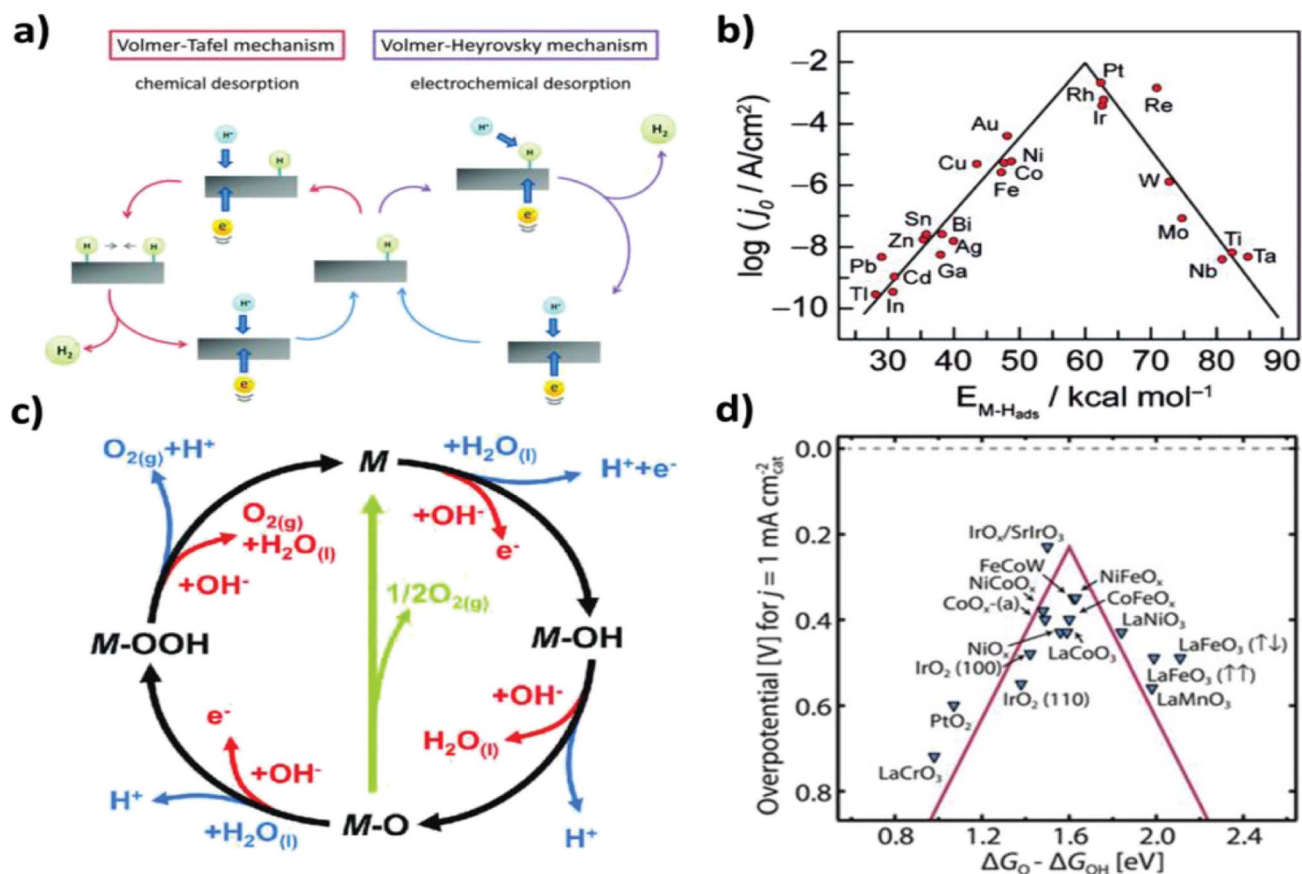 a)
Volmer-Tafel mechanism
Volmer-Heyrovsky mechanism
chemical desorption
electrochemical desorption
H⁺
H
e⁻
H
H
H₂
H⁺
e⁻
H
H⁺
H
e⁻
H₂
H⁺
e⁻
b)
log (j₀ / A/cm²)
−2
−4
−6
−8
−10
Pt
Rh
Ir
Re
Au
Cu
Ni
Co
Fe
W
Mo
Sn
Bi
Zn
Ag
Pb
Ga
Cd
Tl
In
Ti
Nb
Ta
30
40
50
60
70
80
90
E_M-Hads / kcal mol⁻¹
c)
O₂(g)+H⁺
M
+H₂O(l)
H⁺+e⁻
O₂(g)
+H₂O(l)
+OH⁻
+OH⁻
e⁻
1/2O₂(g)
M-OOH
M-OH
e⁻
+OH⁻
+OH⁻
H₂O(l)
H⁺
+H₂O(l)
M-O
H⁺
d)
Overpotential [V] for j = 1 mA cm⁻²cat
0.0
0.2
0.4
0.6
0.8
IrOₓ/SrIrO₃
FeCoW
NiCoOₓ
CoOₓ-(a)
NiFeOₓ
CoFeOₓ
LaNiO₃
NiOₓ
LaCoO₃
IrO₂ (100)
IrO₂ (110)
LaFeO₃ (↑↓)
LaFeO₃ (↑↑)
LaMnO₃
PtO₂
LaCrO₃
0.8
1.2
1.6
2.0
2.4
ΔG_O - ΔG_OH [eV]